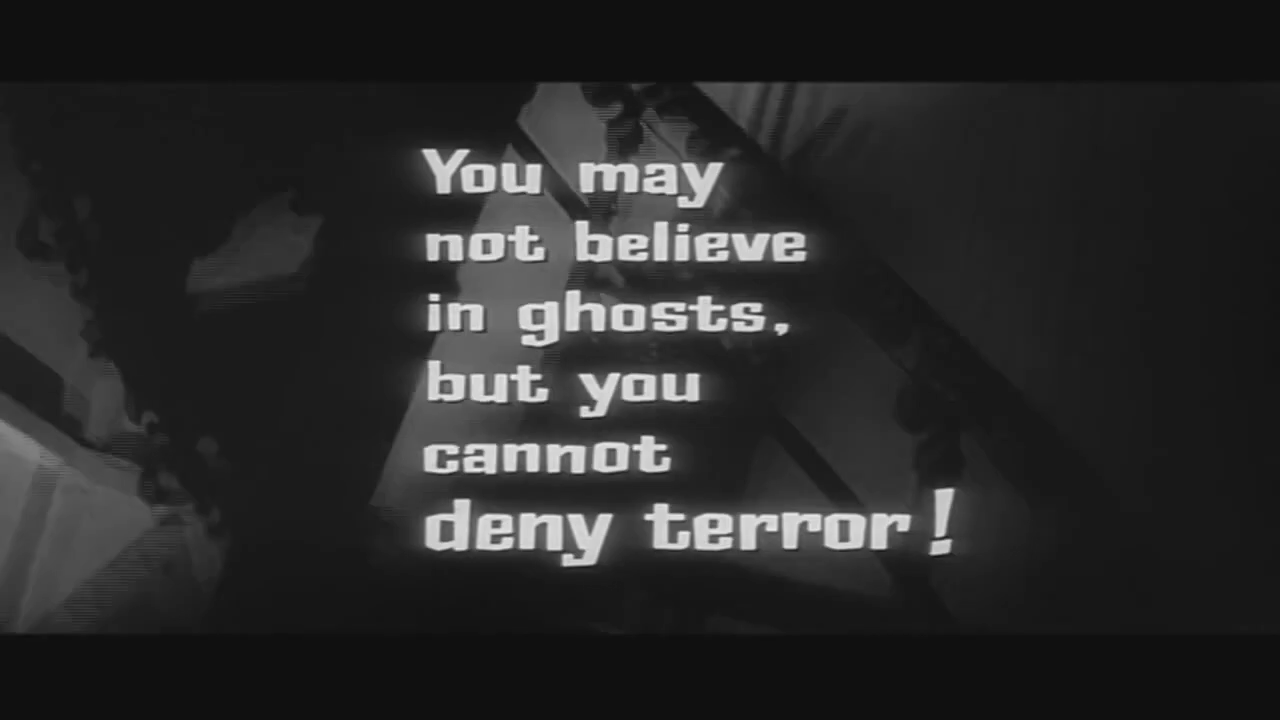 You may
not believe
in ghosts,
but you
cannot
deny terror!